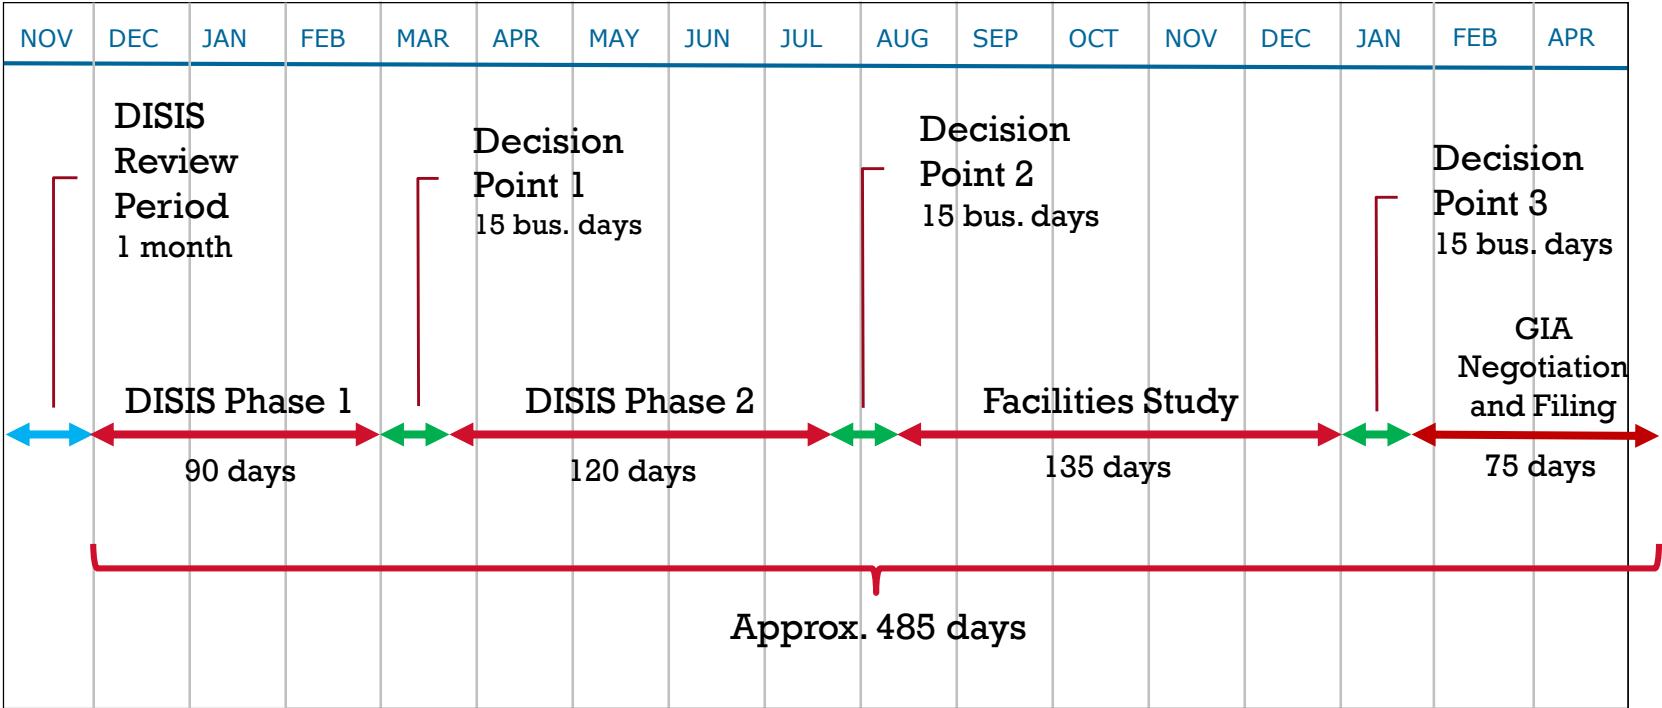 NOV DEC JAN FEB MAR APR MAY JUN JUL AUG SEP OCT NOV DEC JAN FEB APR
DISIS
Review
Period
1 month
Decision
Point 1
15 bus. days
Decision
Point 2
15 bus. days
Decision
Point 3
15 bus. days
DISIS Phase 1
90 days
DISIS Phase 2
120 days
Facilities Study
135 days
GIA
Negotiation
and Filing
75 days
Approx. 485 days